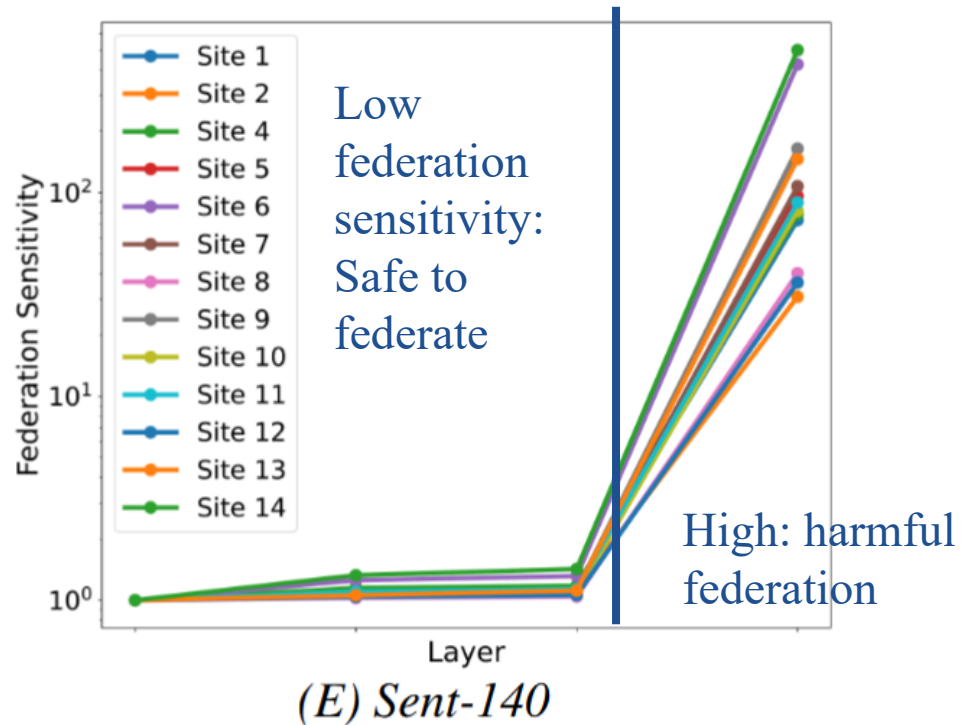 Site 1
Site 2
Site 4
Site 5
Site 6
Site 7
Site 8
Site 9
Site 10
Site 11
Site 12
Site 13
Site 14
Low
federation
sensitivity:
Safe to
federate
High: harmful
federation
Federation Sensitivity
10²
10¹
10⁰
Layer
(E) Sent-140